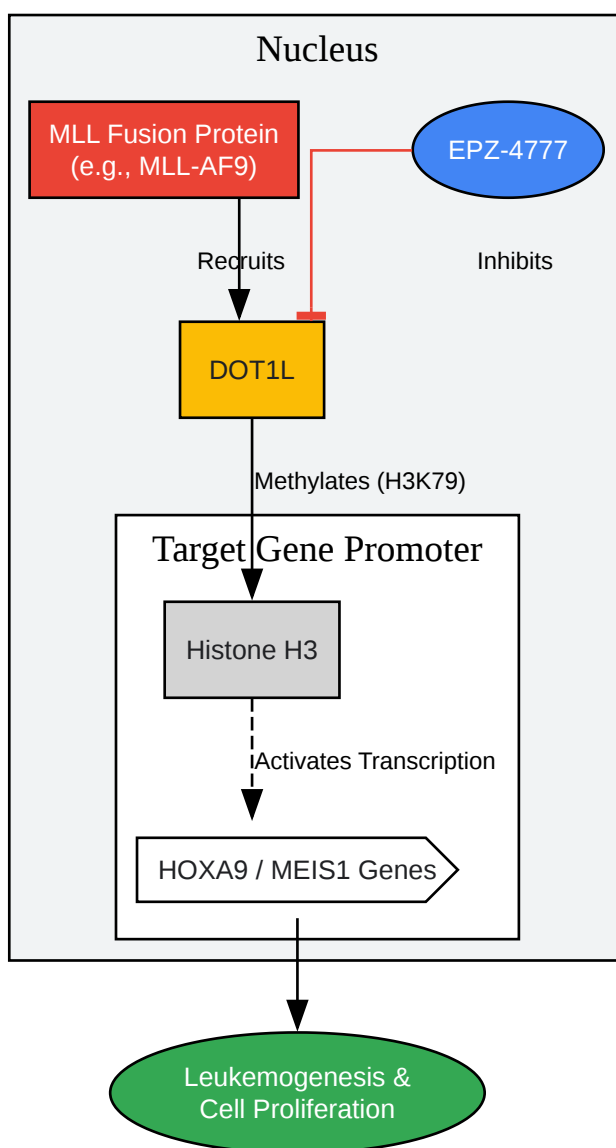 Nucleus
MLL Fusion Protein
(e.g., MLL-AF9)
EPZ-4777
Recruits
Inhibits
DOT1L
Methylates (H3K79)
Target Gene Promoter
Histone H3
Activates Transcription
HOXA9 / MEIS1 Genes
Leukemogenesis &
Cell Proliferation